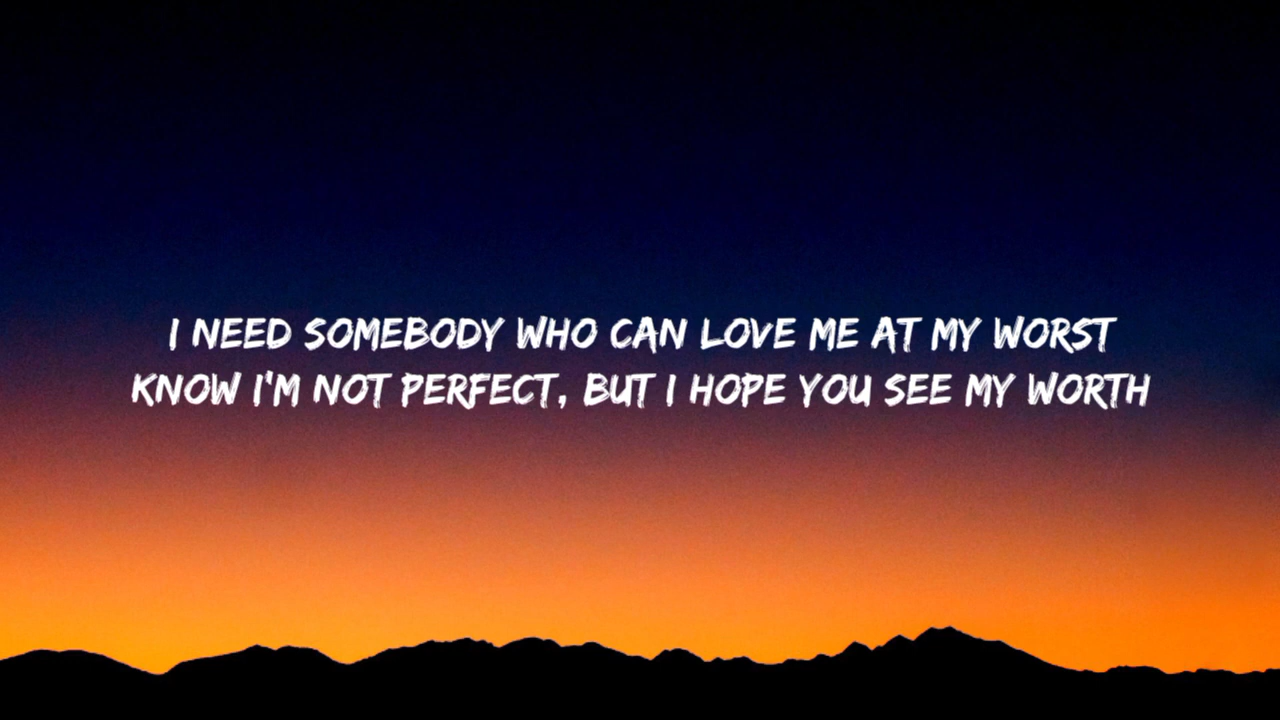 I NEED SOMEBODY WHO CAN LOVE ME AT MY WORST
KNOW I'M NOT PERFECT, BUT I HOPE YOU SEE MY WORTH